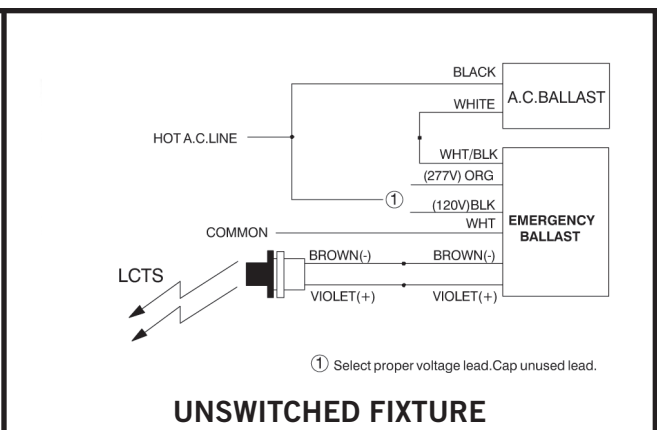 BLACK
A.C.BALLAST
WHITE
HOT A.C.LINE
WHT/BLK
(277V) ORG
1
(120V)BLK
EMERGENCY
BALLAST
WHT
COMMON
BROWN(-) BROWN(-)
LCTS
VIOLET(+) VIOLET(+)
1 Select proper voltage lead.Cap unused lead.
UNSWITCHED FIXTURE